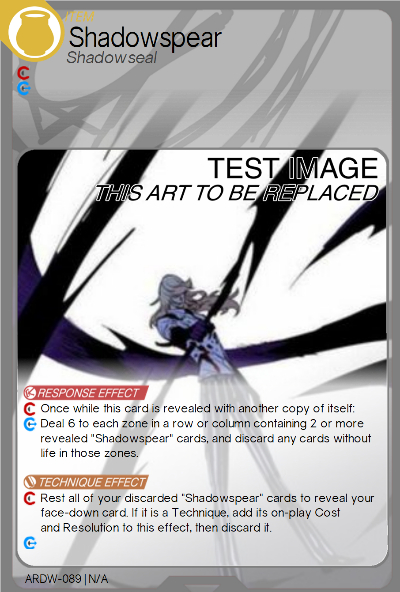 Shadowspear
Shadowseal
TEST IMAGE
THIS ART TO BE REPLACED
RESPONSE EFFECT
Once while this card is revealed with another copy of itself:
Deal 6 to each zone in a row or column containing 2 or more
revealed "Shadowspear" cards, and discard any cards without
life in those zones.
TECHNIQUE EFFECT
Rest all of your discarded "Shadowspear" cards to reveal your
face-down card. If it is a Technique, add its on-play Cost
and Resolution to this effect, then discard it.
ARDW-089 | N/A